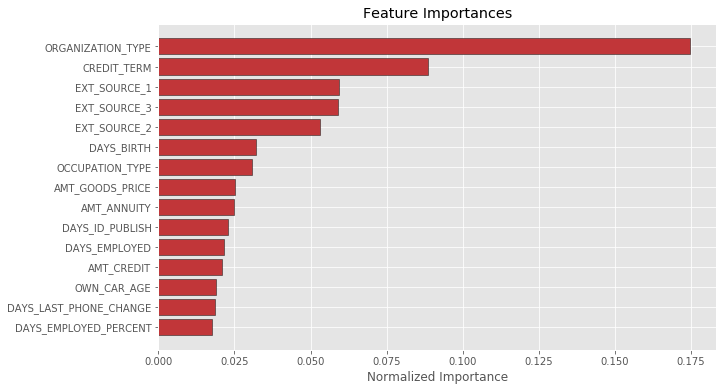 Feature Importances
ORGANIZATION_TYPE
CREDIT_TERM
EXT_SOURCE_1
EXT_SOURCE_3
EXT_SOURCE_2
DAYS_BIRTH
OCCUPATION_TYPE
AMT_GOODS_PRICE
AMT_ANNUITY
DAYS_ID_PUBLISH
DAYS_EMPLOYED
AMT_CREDIT
OWN_CAR_AGE
DAYS_LAST_PHONE_CHANGE
DAYS_EMPLOYED_PERCENT
0.000 0.025 0.050 0.075 0.100 0.125 0.150 0.175
Normalized Importance